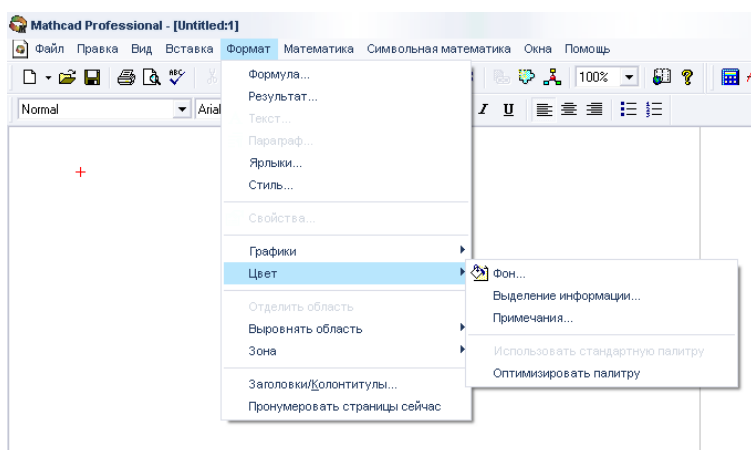 Mathcad Professional - [Untitled:1]
Файл Правка Вид Вставка Формат Математика Символьная математика Окна Помощь
100%
Normal Arial I U
Формула...
Результат...
Текст...
Параграф...
Ярлыки...
Стиль...
Свойства...
Графики
Цвет
Фон...
Выделение информации...
Примечания...
Использовать стандартную палитру
Оптимизировать палитру
Отделить область
Выровнять область
Зона
Заголовки/Колонтитулы...
Пронумеровать страницы сейчас